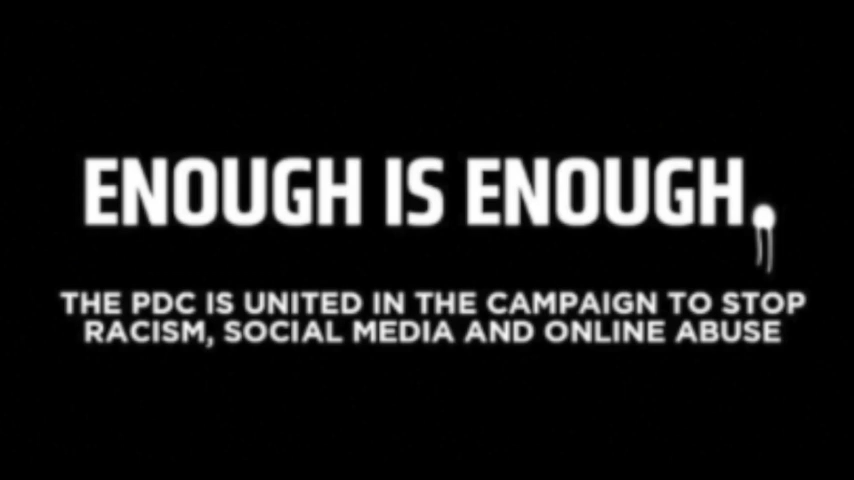 ENOUGH IS ENOUGH.
THE PDC IS UNITED IN THE CAMPAIGN TO STOP
RACISM, SOCIAL MEDIA AND ONLINE ABUSE